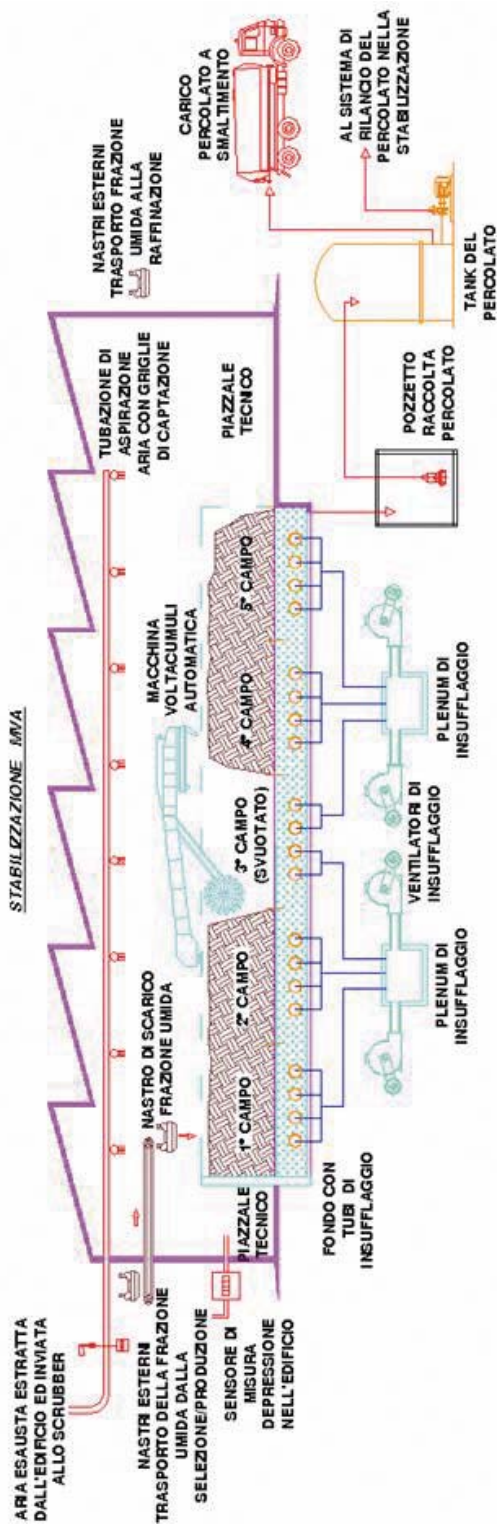 STABILIZZAZIONE MVA
ARIA ESAUSTA ESTRATTA
DALL'EDIFICIO ED INVIATA
ALLO SCRUBBER
NASTRI ESTERNI
TRASPORTO DELLA FRAZIONE
UMIDA DALLA
SELEZIONE/PRODUZIONE
SENSORE DI
MISURA
DEPRESSIONE
NELL'EDIFICIO
NASTRO DI SCARICO
FRAZIONE UMIDA
PIAZZALE
TECNICO
1° CAMPO
2° CAMPO
3° CAMPO
(SVUOTATO)
4° CAMPO
5° CAMPO
MACCHINA
VOLTACUMULI
AUTOMATICA
TUBAZIONE DI
ASPIRAZIONE
ARIA CON GRIGLIE
DI CAPTAZIONE
PIAZZALE
TECNICO
NASTRI ESTERNI
TRASPORTO FRAZIONE
UMIDA ALLA
RAFFINAZIONE
FONDO CON
TUBI DI
INSUFFLAGGIO
PLENUM DI
INSUFFLAGGIO
VENTILATORI DI
INSUFFLAGGIO
PLENUM DI
INSUFFLAGGIO
POZZETTO
RACCOLTA
PERCOLATO
TANK DEL
PERCOLATO
CARICO
PERCOLATO A
SMALTIMENTO
AL SISTEMA DI
RILANCIO DEL
PERCOLATO NELLA
STABILIZZAZIONE